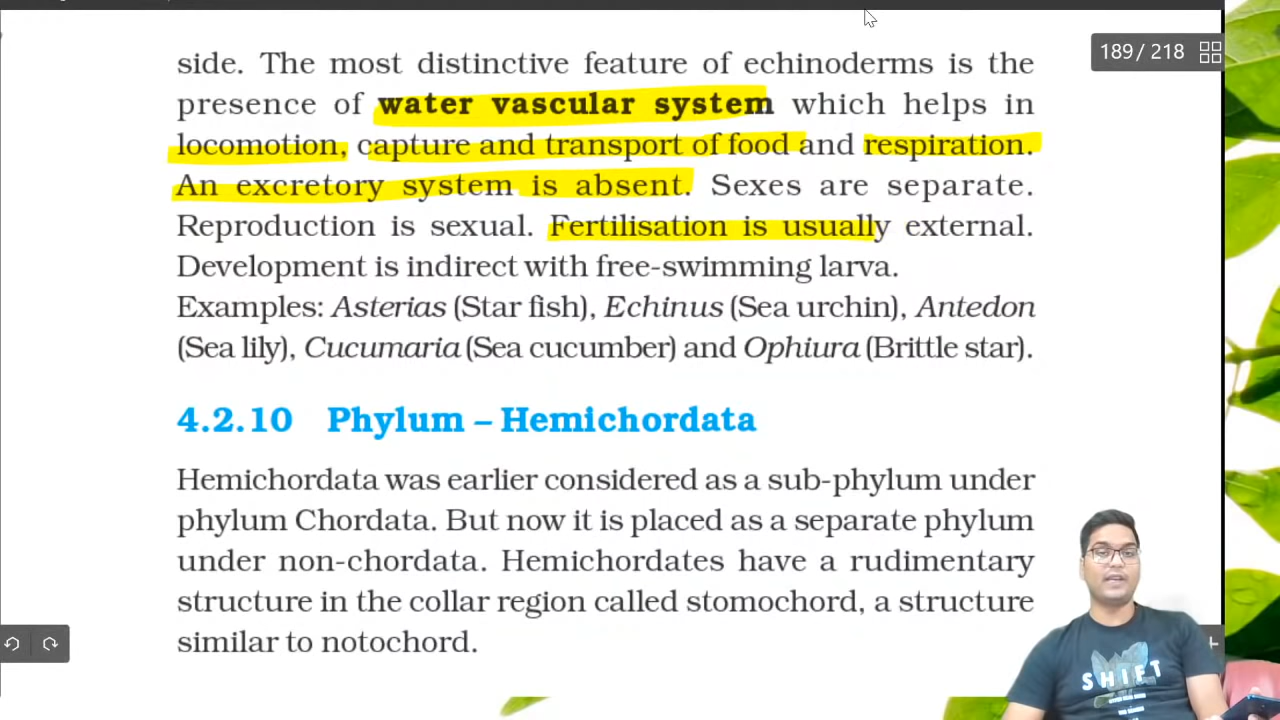 189 / 218
side. The most distinctive feature of echinoderms is the
presence of water vascular system which helps in
locomotion, capture and transport of food and respiration.
An excretory system is absent. Sexes are separate.
Reproduction is sexual. Fertilisation is usually external.
Development is indirect with free-swimming larva.
Examples: Asterias (Star fish), Echinus (Sea urchin), Antedon
(Sea lily), Cucumaria (Sea cucumber) and Ophiura (Brittle star).
4.2.10 Phylum – Hemichordata
Hemichordata was earlier considered as a sub-phylum under
phylum Chordata. But now it is placed as a separate phylum
under non-chordata. Hemichordates have a rudimentary
structure in the collar region called stomochord, a structure
similar to notochord.
SHIFT